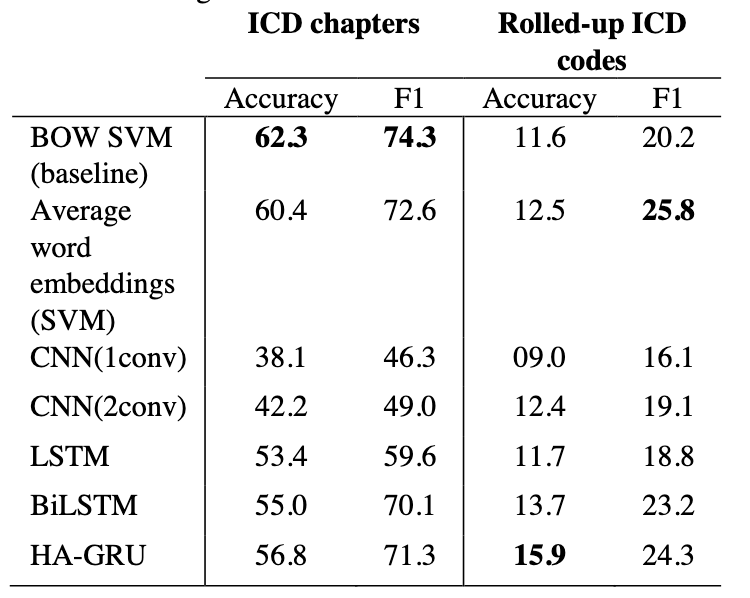 ICD chapters Rolled-up ICD
codes
Accuracy F1 Accuracy F1
BOW SVM 62.3 74.3 11.6 20.2
(baseline)
Average 60.4 72.6 12.5 25.8
word
embeddings
(SVM)
CNN(1conv) 38.1 46.3 09.0 16.1
CNN(2conv) 42.2 49.0 12.4 19.1
LSTM 53.4 59.6 11.7 18.8
BiLSTM 55.0 70.1 13.7 23.2
HA-GRU 56.8 71.3 15.9 24.3